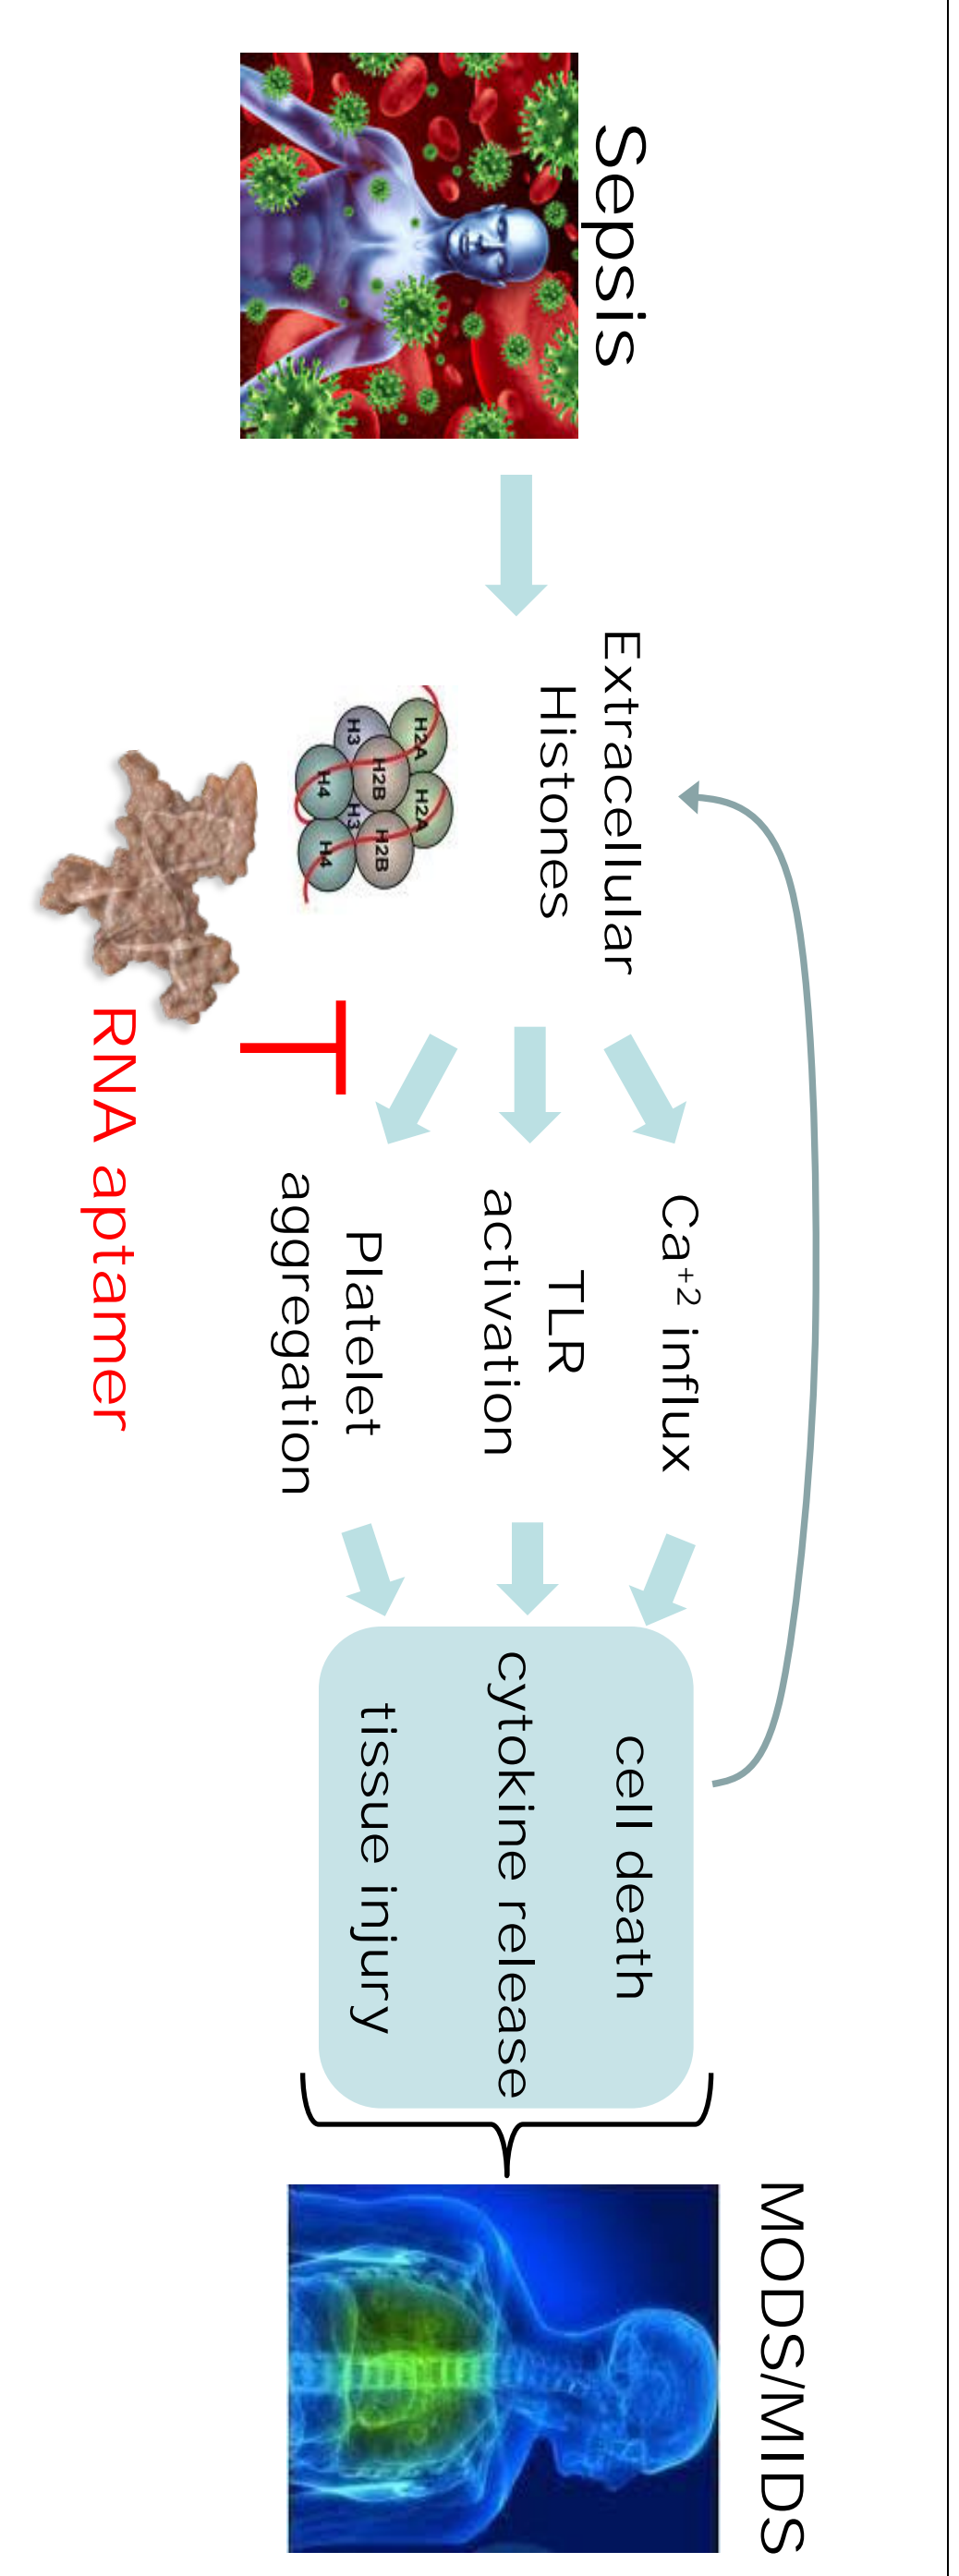 Sepsis
Extracellular
Histones
H2A
H2A
H3
H2B
H3
H2B
H4
H4
RNA aptamer
Ca⁺² influx
TLR
activation
Platelet
aggregation
cell death
cytokine release
tissue injury
MODS/MIDS